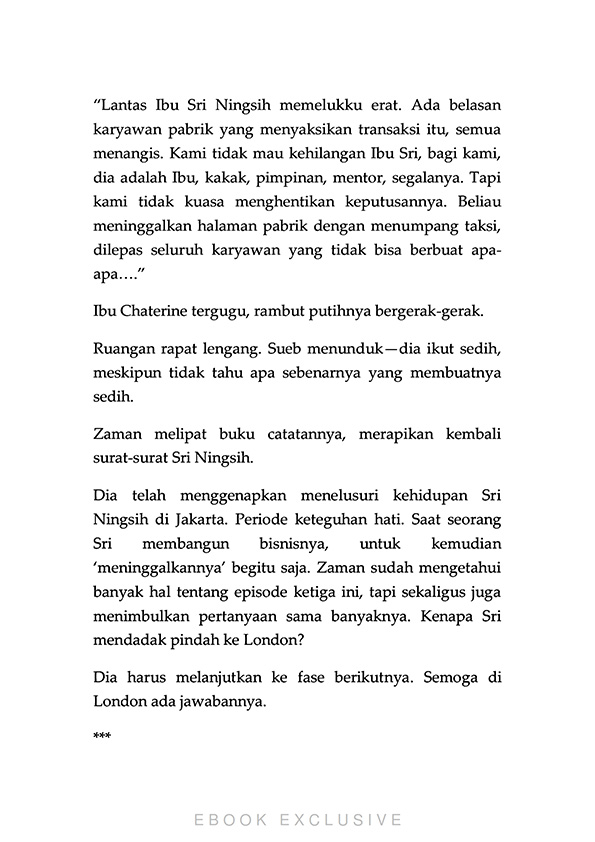 “Lantas Ibu Sri Ningsih memelukku erat. Ada belasan
karyawan pabrik yang menyaksikan transaksi itu, semua
menangis. Kami tidak mau kehilangan Ibu Sri, bagi kami,
dia adalah Ibu, kakak, pimpinan, mentor, segalanya. Tapi
kami tidak kuasa menghentikan keputusannya. Beliau
meninggalkan halaman pabrik dengan menumpang taksi,
dilepas seluruh karyawan yang tidak bisa berbuat apa-
apa….”
Ibu Chaterine tergugu, rambut putihnya bergerak-gerak.
Ruangan rapat lengang. Sueb menunduk—dia ikut sedih,
meskipun tidak tahu apa sebenarnya yang membuatnya
sedih.
Zaman melipat buku catatannya, merapikan kembali
surat-surat Sri Ningsih.
Dia telah menggenapkan menelusuri kehidupan Sri
Ningsih di Jakarta. Periode keteguhan hati. Saat seorang
Sri membangun bisnisnya, untuk kemudian
‘meninggalkannya’ begitu saja. Zaman sudah mengetahui
banyak hal tentang episode ketiga ini, tapi sekaligus juga
menimbulkan pertanyaan sama banyaknya. Kenapa Sri
mendadak pindah ke London?
Dia harus melanjutkan ke fase berikutnya. Semoga di
London ada jawabannya.
***
EBOOK EXCLUSIVE